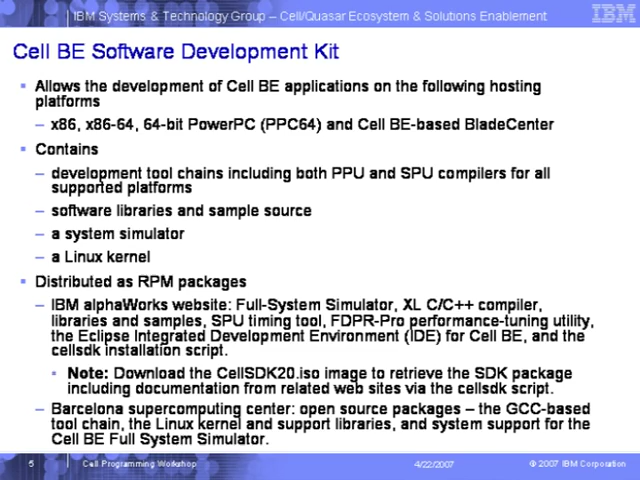 IBM Systems & Technology Group – Cell/Quasar Ecosystem & Solutions Enablement
IBM
Cell BE Software Development Kit
▪ Allows the development of Cell BE applications on the following hosting
platforms
– x86, x86-64, 64-bit PowerPC (PPC64) and Cell BE-based BladeCenter
▪ Contains
– development tool chains including both PPU and SPU compilers for all
supported platforms
– software libraries and sample source
– a system simulator
– a Linux kernel
▪ Distributed as RPM packages
– IBM alphaWorks website: Full-System Simulator, XL C/C++ compiler,
libraries and samples, SPU timing tool, FDPR-Pro performance-tuning utility,
the Eclipse Integrated Development Environment (IDE) for Cell BE, and the
cellsdk installation script.
▪ Note: Download the CellSDK20.iso image to retrieve the SDK package
including documentation from related web sites via the cellsdk script.
– Barcelona supercomputing center: open source packages – the GCC-based
tool chain, the Linux kernel and support libraries, and system support for the
Cell BE Full System Simulator.
5 Cell Programming Workshop 4/22/2007 © 2007 IBM Corporation